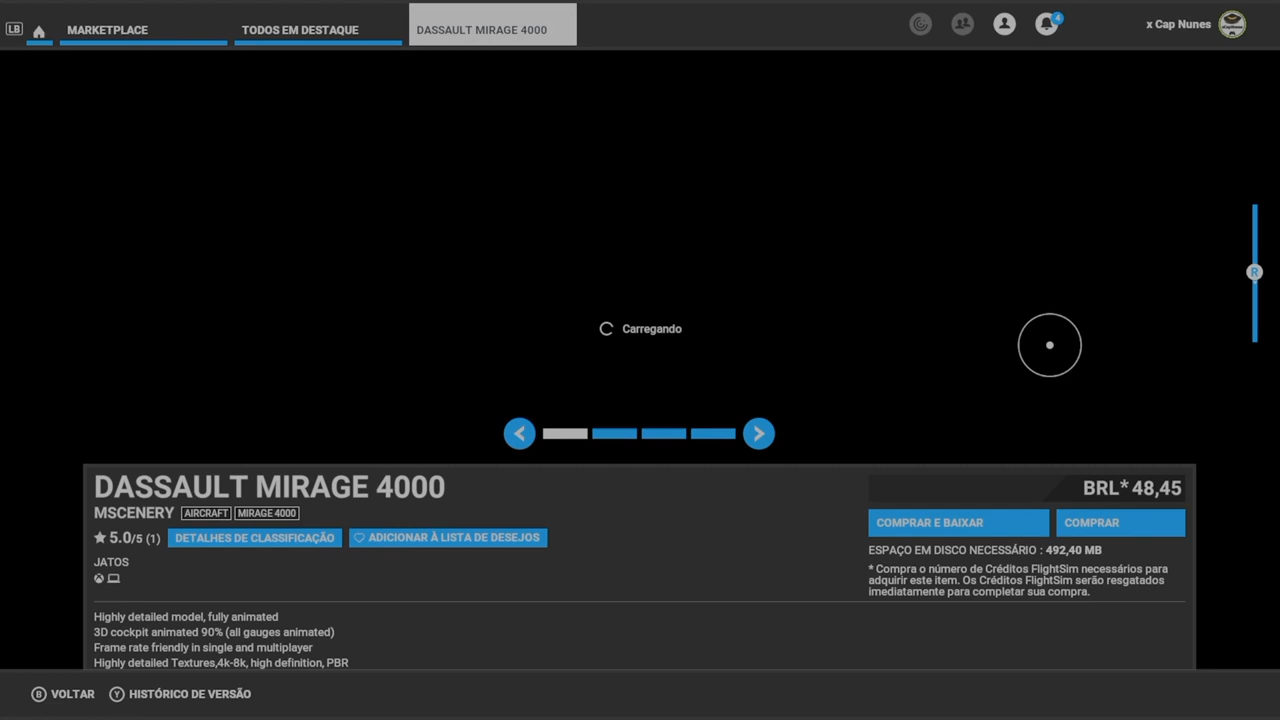 LB
MARKETPLACE
TODOS EM DESTAQUE
DASSAULT MIRAGE 4000
4
x Cap Nunes
R
Carregando
DASSAULT MIRAGE 4000
MSCENERY AIRCRAFT MIRAGE 4000
5.0/5 (1) DETALHES DE CLASSIFICAÇÃO ADICIONAR À LISTA DE DESEJOS
JATOS
BRL* 48,45
COMPRAR E BAIXAR COMPRAR
ESPAÇO EM DISCO NECESSÁRIO : 492,40 MB
* Compra o número de Créditos FlightSim necessários para
adquirir este item. Os Créditos FlightSim serão resgatados
imediatamente para completar sua compra.
Highly detailed model, fully animated
3D cockpit animated 90% (all gauges animated)
Frame rate friendly in single and multiplayer
Highly detailed Textures,4k-8k, high definition, PBR
B VOLTAR Y HISTÓRICO DE VERSÃO